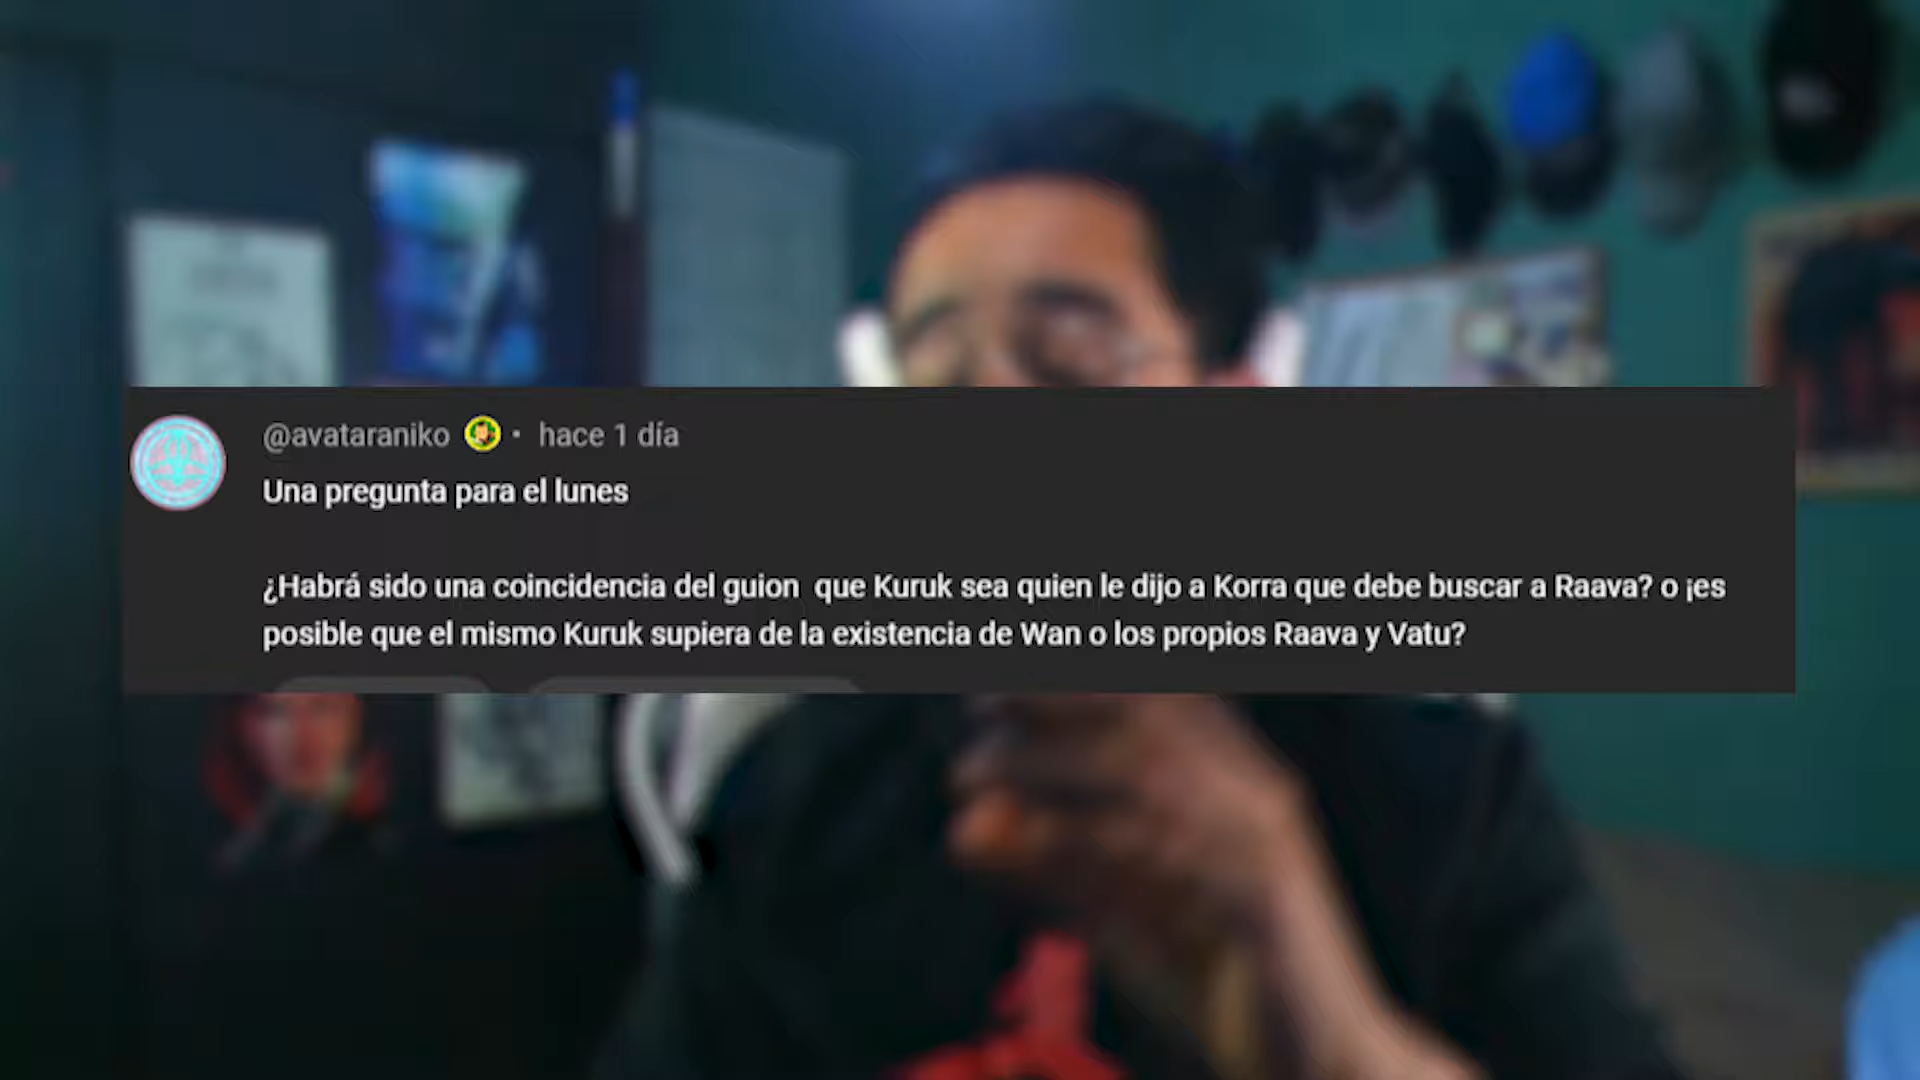 @avataraniko • hace 1 día
Una pregunta para el lunes
¿Habrá sido una coincidencia del guion que Kuruk sea quien le dijo a Korra que debe buscar a Raava? o ¡es
posible que el mismo Kuruk supiera de la existencia de Wan o los propios Raava y Vatu?